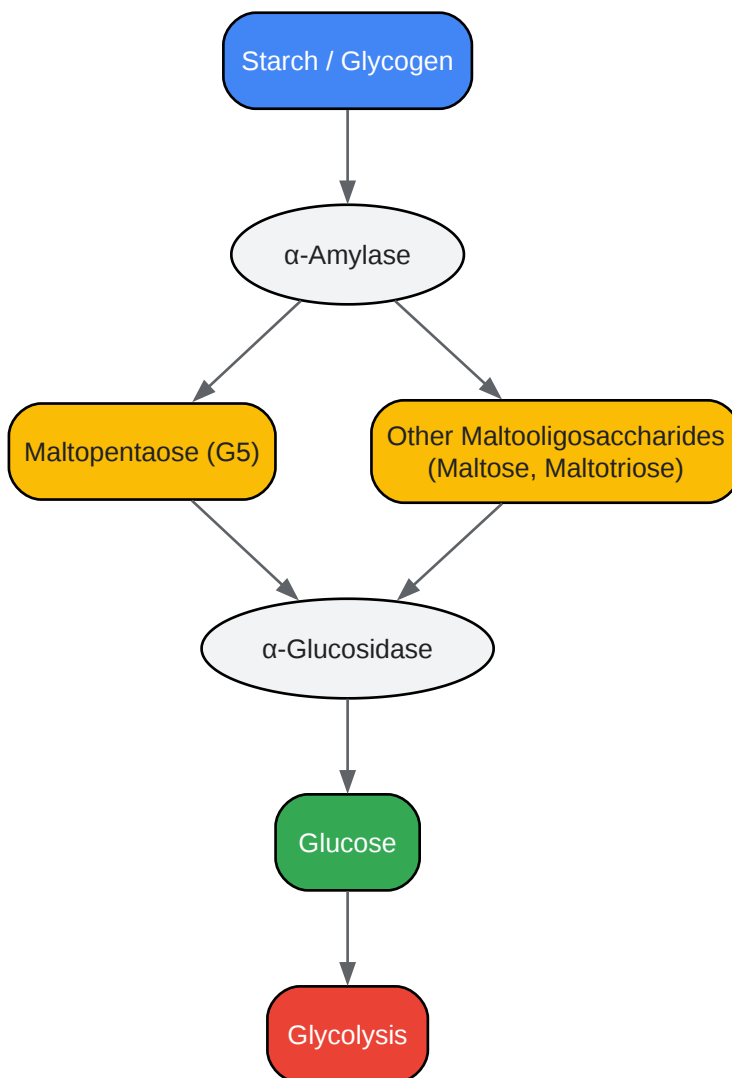 Starch / Glycogen
α-Amylase
Maltopentaose (G5)
Other Maltooligosaccharides
(Maltose, Maltotriose)
α-Glucosidase
Glucose
Glycolysis